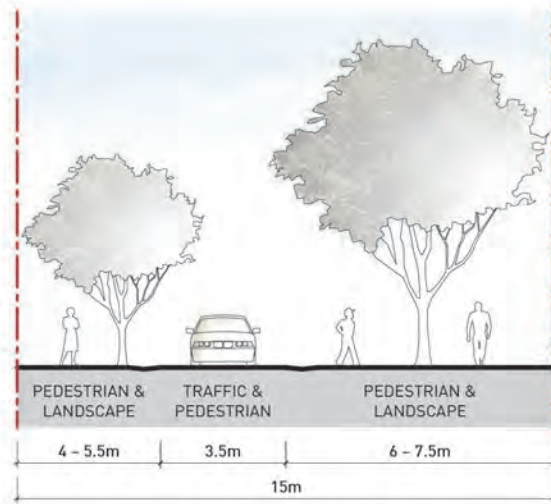 PEDESTRIAN &
LANDSCAPE
TRAFFIC &
PEDESTRIAN
PEDESTRIAN &
LANDSCAPE
4 – 5.5m
3.5m
6 – 7.5m
15m